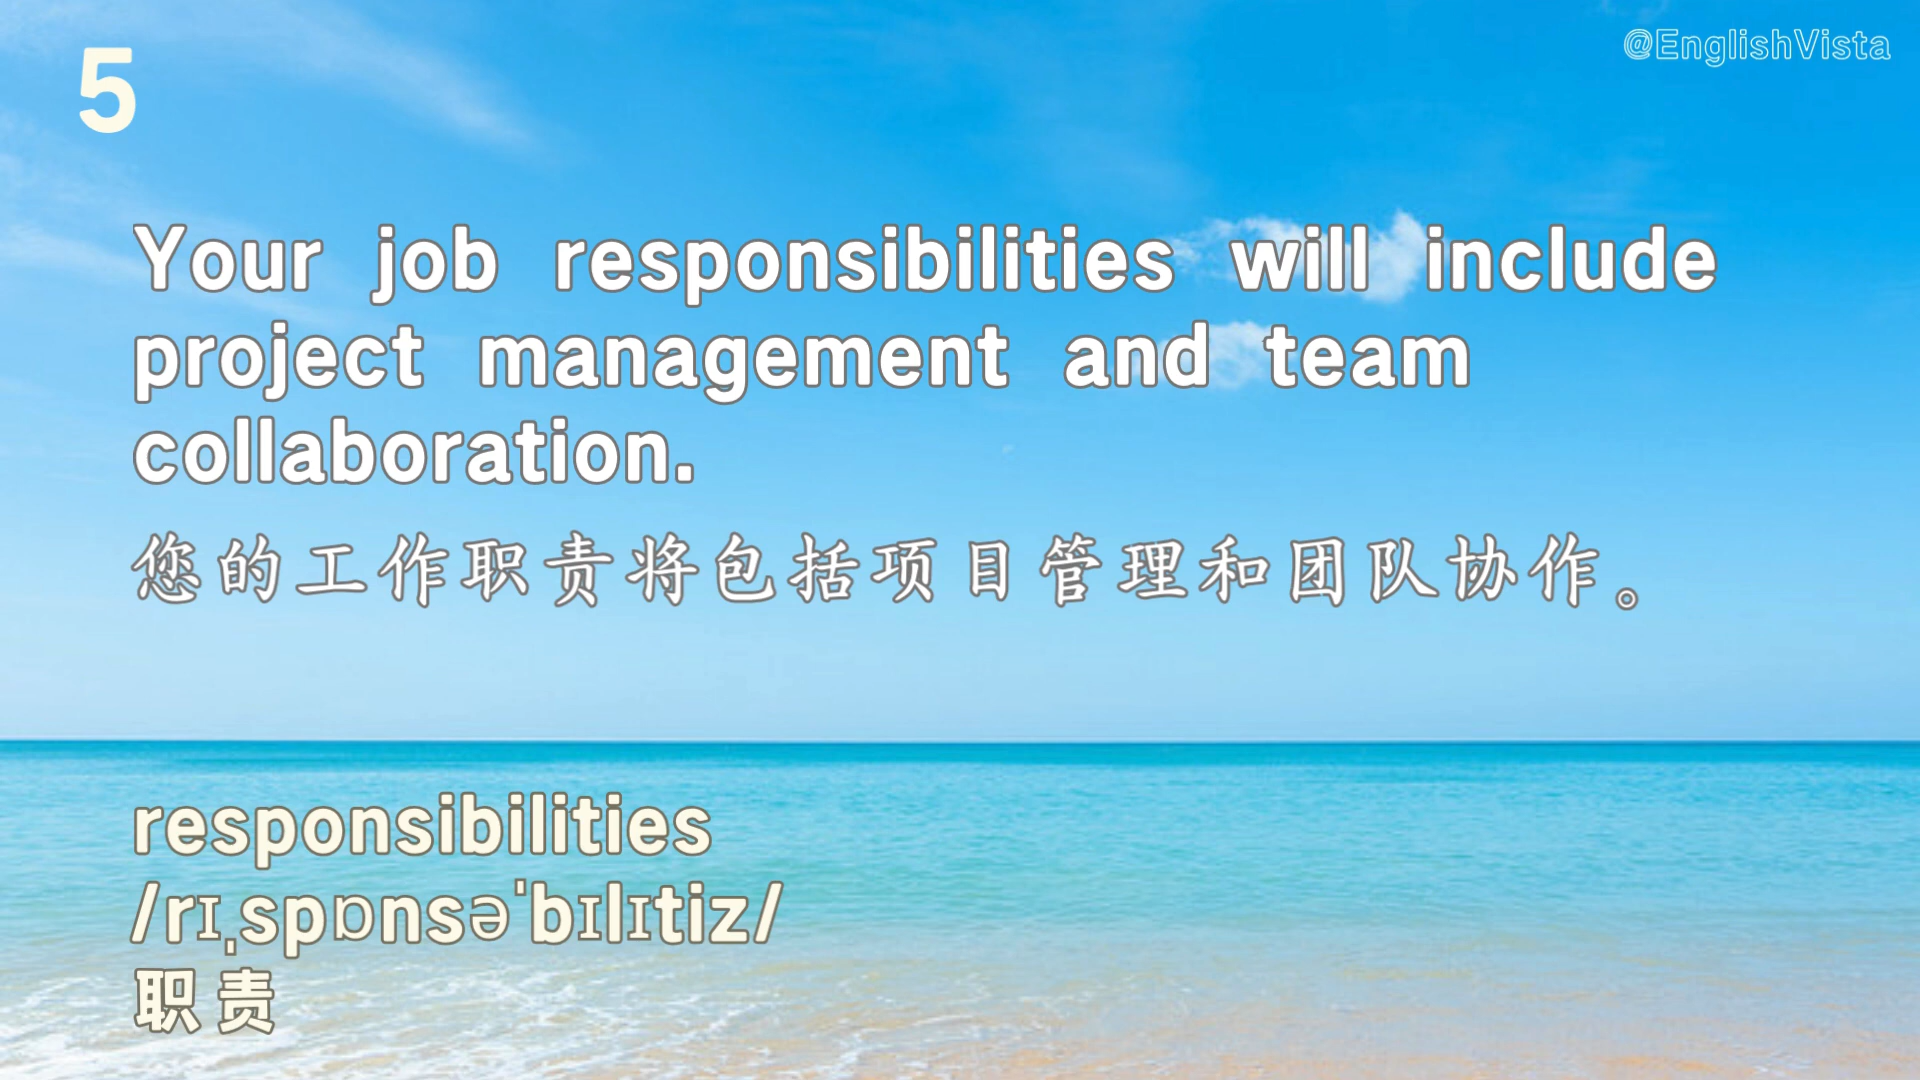 5
@EnglishVista
Your job responsibilities will include
project management and team
collaboration.
您的工作职责将包括项目管理和团队协作。
responsibilities
/rɪˌspɒnsəˈbɪlɪtiz/
职责